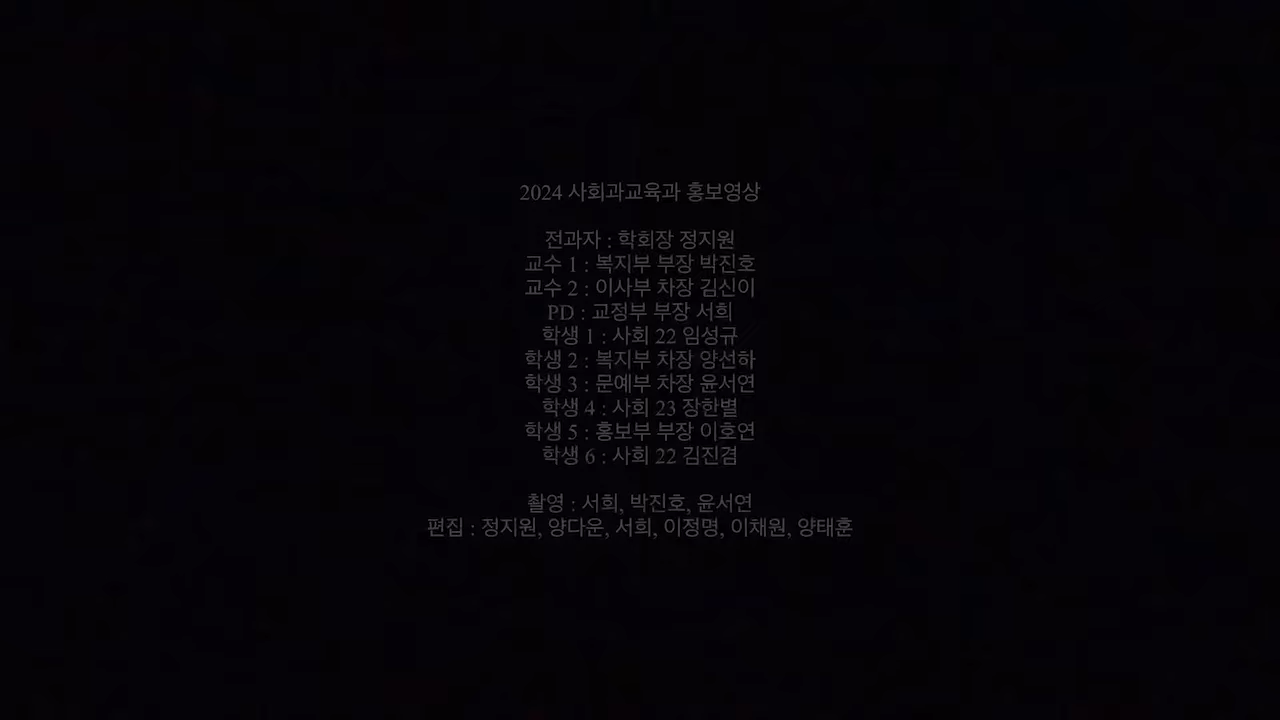 2024 사회과교육과 홍보영상
전과자 : 학회장 정지원
교수 1 : 복지부 부장 박진호
교수 2 : 이사부 차장 김신이
PD : 교정부 부장 서희
학생 1 : 사회 22 임성규
학생 2 : 복지부 차장 양선하
학생 3 : 문예부 차장 윤서연
학생 4 : 사회 23 장한별
학생 5 : 홍보부 부장 이호연
학생 6 : 사회 22 김진겸
촬영 : 서희, 박진호, 윤서연
편집 : 정지원, 양다운, 서희, 이정명, 이채원, 양태훈